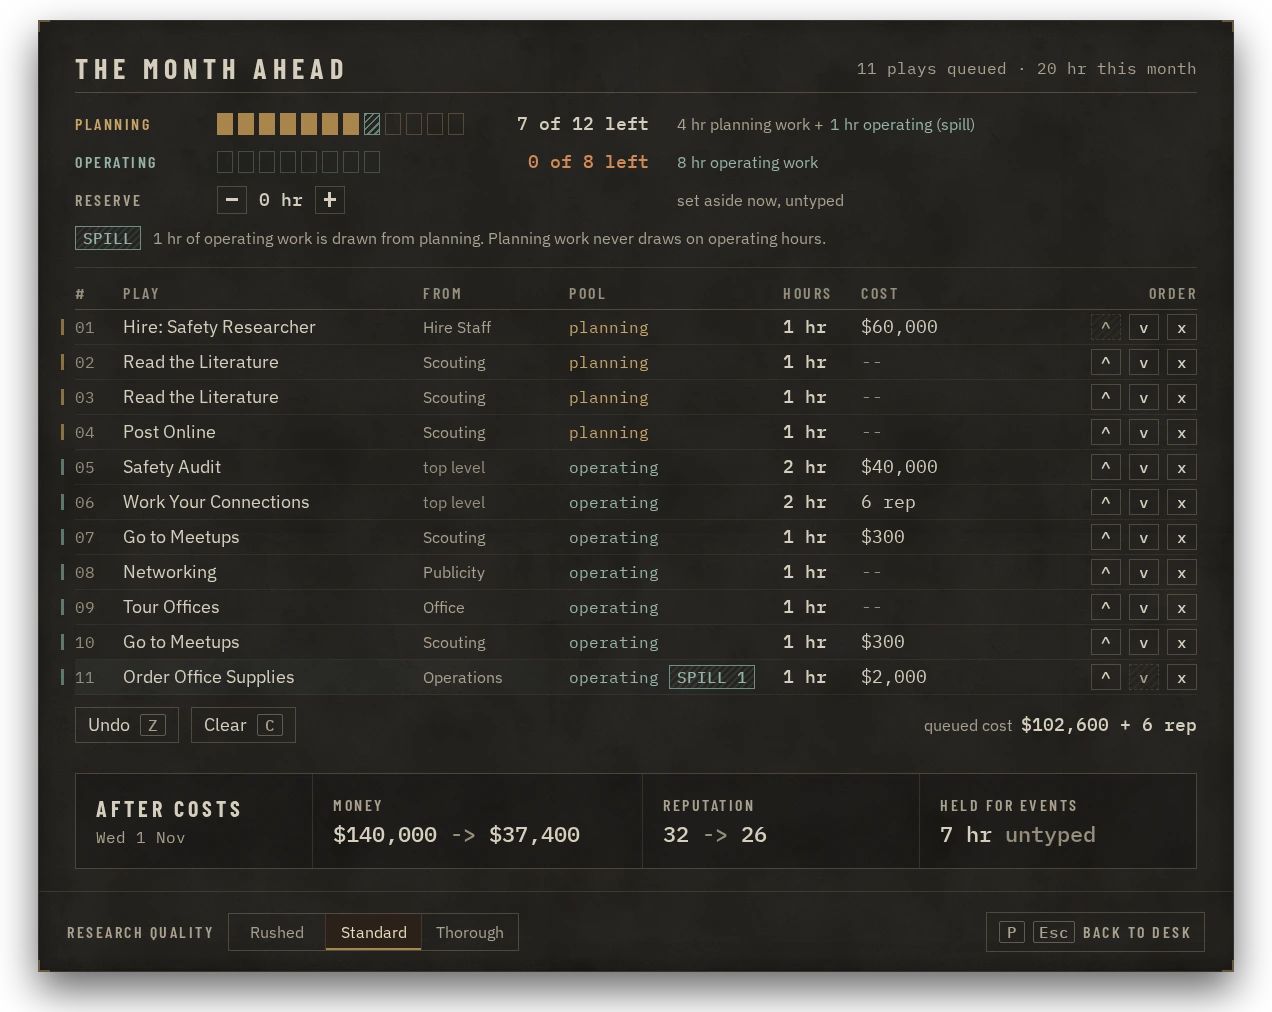 THE MONTH AHEAD
11 plays queued · 20 hr this month
PLANNING 7 of 12 left 4 hr planning work + 1 hr operating (spill)
OPERATING 0 of 8 left 8 hr operating work
RESERVE − 0 hr + set aside now, untyped
SPILL 1 hr of operating work is drawn from planning. Planning work never draws on operating hours.
# PLAY FROM POOL HOURS COST ORDER
01 Hire: Safety Researcher Hire Staff planning 1 hr $60,000 ^ v x
02 Read the Literature Scouting planning 1 hr -- ^ v x
03 Read the Literature Scouting planning 1 hr -- ^ v x
04 Post Online Scouting planning 1 hr -- ^ v x
05 Safety Audit top level operating 2 hr $40,000 ^ v x
06 Work Your Connections top level operating 2 hr 6 rep ^ v x
07 Go to Meetups Scouting operating 1 hr $300 ^ v x
08 Networking Publicity operating 1 hr -- ^ v x
09 Tour Offices Office operating 1 hr -- ^ v x
10 Go to Meetups Scouting operating 1 hr $300 ^ v x
11 Order Office Supplies Operations operating SPILL 1 1 hr $2,000 ^ v x
Undo Z Clear C queued cost $102,600 + 6 rep
AFTER COSTS
Wed 1 Nov
MONEY
$140,000 -> $37,400
REPUTATION
32 -> 26
HELD FOR EVENTS
7 hr untyped
RESEARCH QUALITY Rushed Standard Thorough P Esc BACK TO DESK